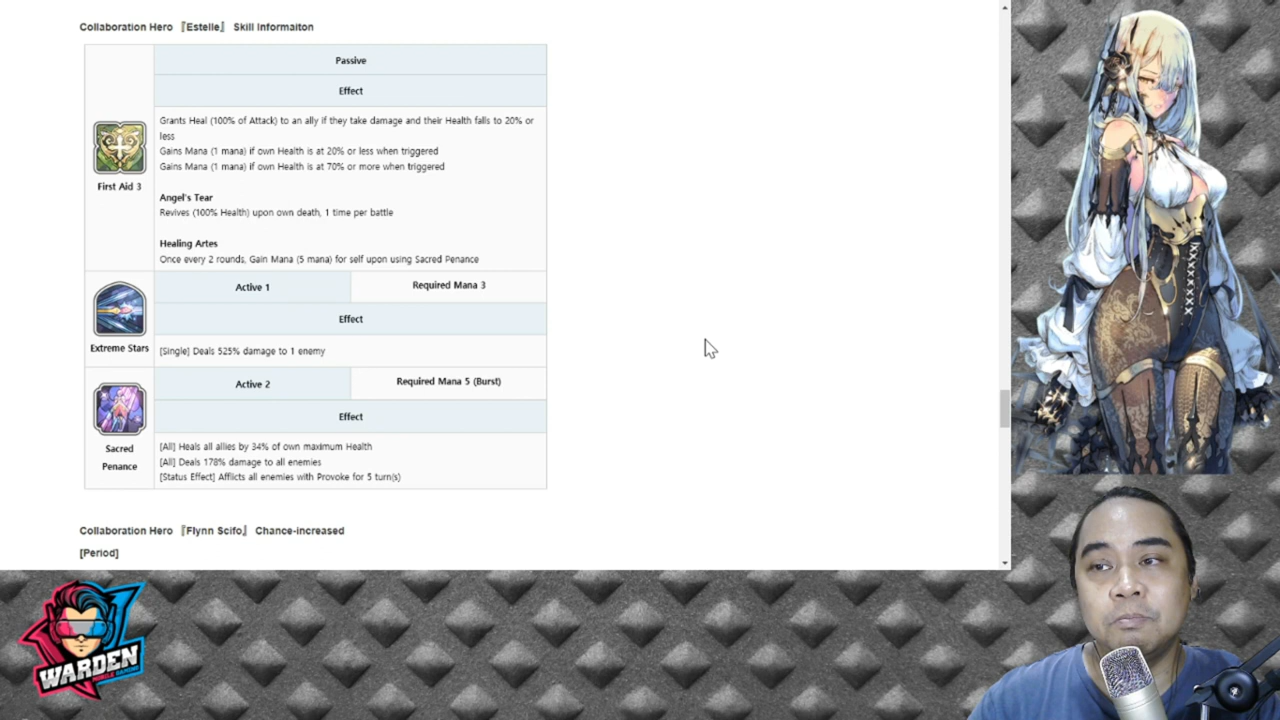 Collaboration Hero 『Estelle』 Skill Informaiton
Passive
Effect
First Aid 3
Grants Heal (100% of Attack) to an ally if they take damage and their Health falls to 20% or
less
Gains Mana (1 mana) if own Health is at 20% or less when triggered
Gains Mana (1 mana) if own Health is at 70% or more when triggered
Angel's Tear
Revives (100% Health) upon own death, 1 time per battle
Healing Artes
Once every 2 rounds, Gain Mana (5 mana) for self upon using Sacred Penance
Active 1
Required Mana 3
Effect
Extreme Stars
[Single] Deals 525% damage to 1 enemy
Active 2
Required Mana 5 (Burst)
Effect
Sacred
Penance
[All] Heals all allies by 34% of own maximum Health
[All] Deals 178% damage to all enemies
[Status Effect] Afflicts all enemies with Provoke for 5 turn(s)
Collaboration Hero 『Flynn Scifo』 Chance-increased
[Period]
WARDEN
MOBILE GAMING